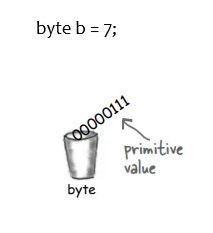 byte b = 7;
00000111
primitive
value
byte